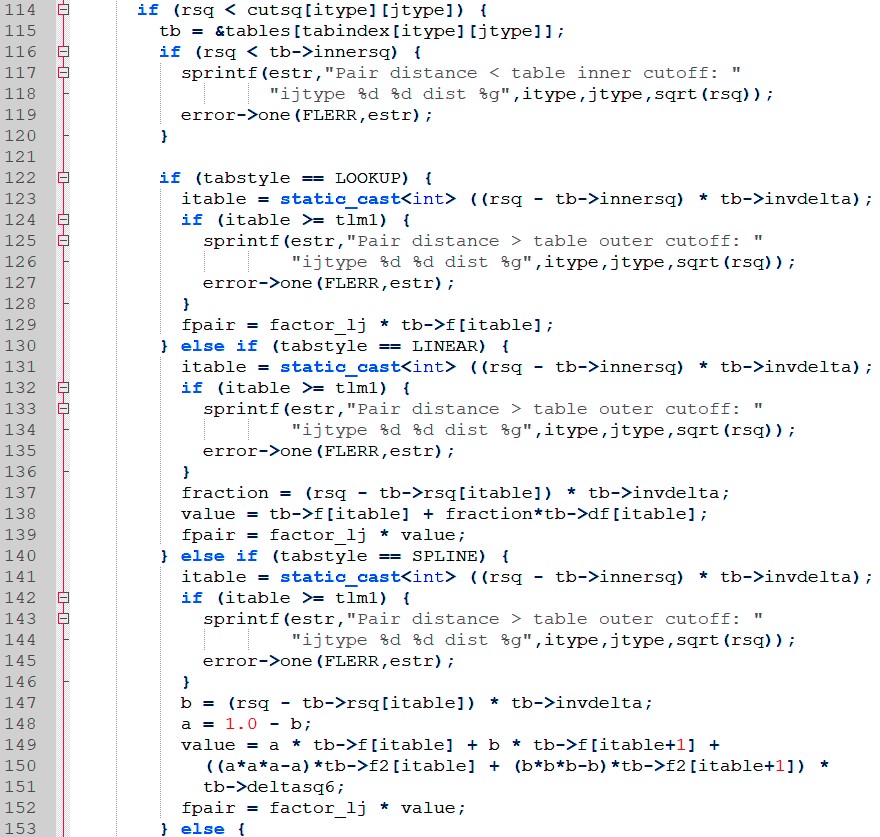 114 if (rsq < cutsq[itype][jtype]) {
115 tb = &tables[tabindex[itype][jtype]];
116 if (rsq < tb->innersq) {
117 sprintf(estr,"Pair distance < table inner cutoff: "
118 "ijtype %d %d dist %g",itype,jtype,sqrt(rsq));
119 error->one(FLERR,estr);
120 }
121
122 if (tabstyle == LOOKUP) {
123 itable = static_cast<int> ((rsq - tb->innersq) * tb->invdelta);
124 if (itable >= tlm1) {
125 sprintf(estr,"Pair distance > table outer cutoff: "
126 "ijtype %d %d dist %g",itype,jtype,sqrt(rsq));
127 error->one(FLERR,estr);
128 }
129 fpair = factor_lj * tb->f[itable];
130 } else if (tabstyle == LINEAR) {
131 itable = static_cast<int> ((rsq - tb->innersq) * tb->invdelta);
132 if (itable >= tlm1) {
133 sprintf(estr,"Pair distance > table outer cutoff: "
134 "ijtype %d %d dist %g",itype,jtype,sqrt(rsq));
135 error->one(FLERR,estr);
136 }
137 fraction = (rsq - tb->rsq[itable]) * tb->invdelta;
138 value = tb->f[itable] + fraction*tb->df[itable];
139 fpair = factor_lj * value;
140 } else if (tabstyle == SPLINE) {
141 itable = static_cast<int> ((rsq - tb->innersq) * tb->invdelta);
142 if (itable >= tlm1) {
143 sprintf(estr,"Pair distance > table outer cutoff: "
144 "ijtype %d %d dist %g",itype,jtype,sqrt(rsq));
145 error->one(FLERR,estr);
146 }
147 b = (rsq - tb->rsq[itable]) * tb->invdelta;
148 a = 1.0 - b;
149 value = a * tb->f[itable] + b * tb->f[itable+1] +
150 ((a*a*a-a)*tb->f2[itable] + (b*b*b-b)*tb->f2[itable+1]) *
151 tb->deltasq6;
152 fpair = factor_lj * value;
153 } else {